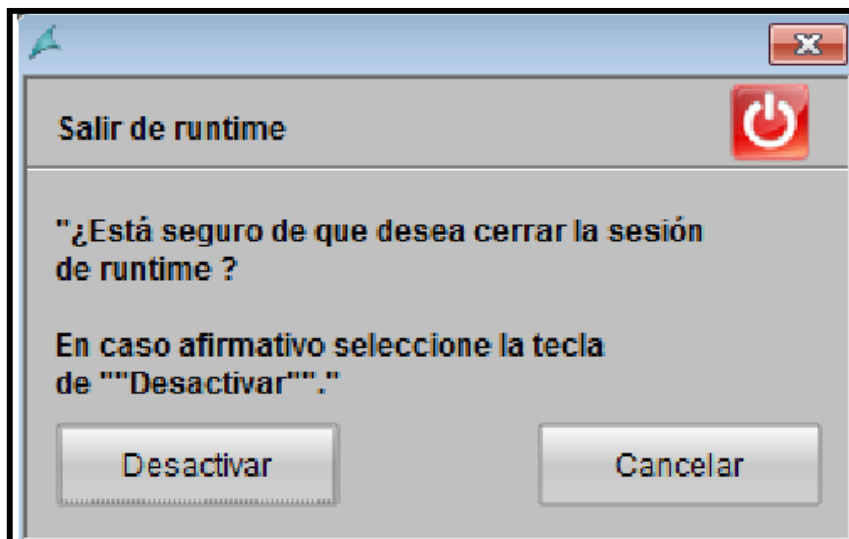 Salir de runtime
"¿Está seguro de que desea cerrar la sesión
de runtime ?
En caso afirmativo seleccione la tecla
de ""Desactivar""."
Desactivar
Cancelar